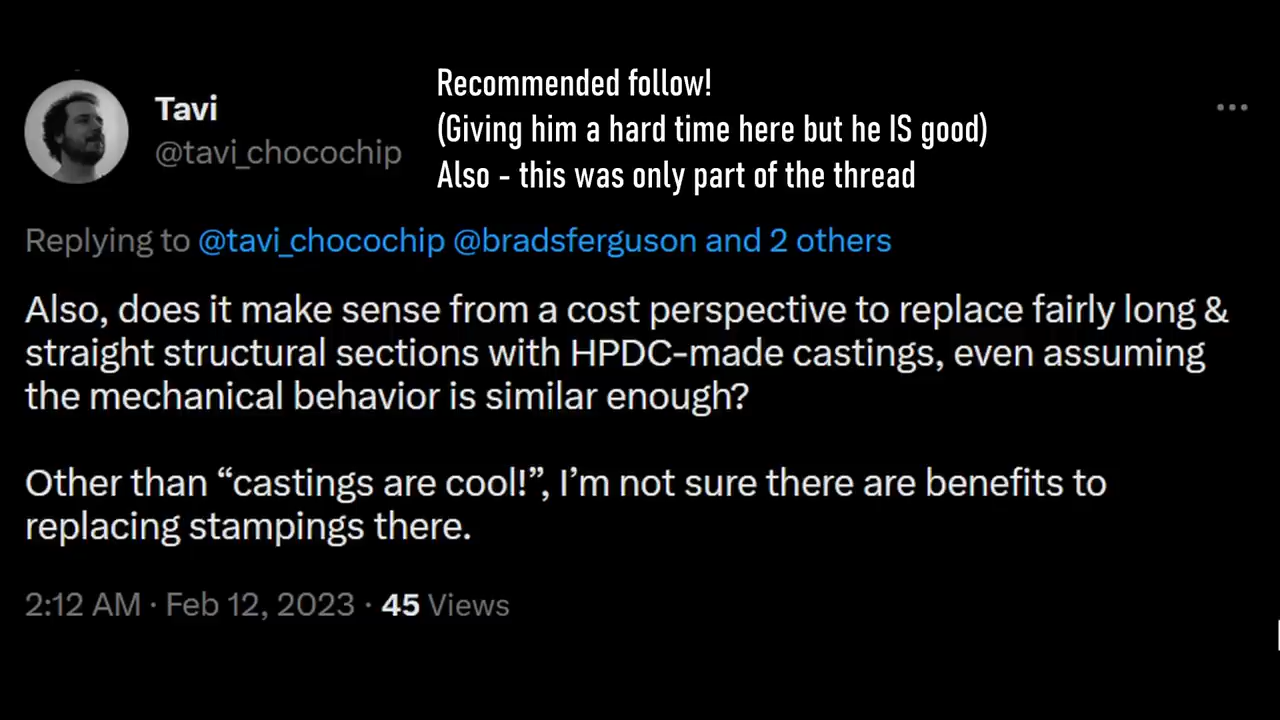 Tavi
@tavi_chocochip
Recommended follow!
(Giving him a hard time here but he IS good)
Also - this was only part of the thread
Replying to @tavi_chocochip @bradsferguson and 2 others
Also, does it make sense from a cost perspective to replace fairly long &
straight structural sections with HPDC-made castings, even assuming
the mechanical behavior is similar enough?
Other than “castings are cool!”, I’m not sure there are benefits to
replacing stampings there.
2:12 AM · Feb 12, 2023 · 45 Views